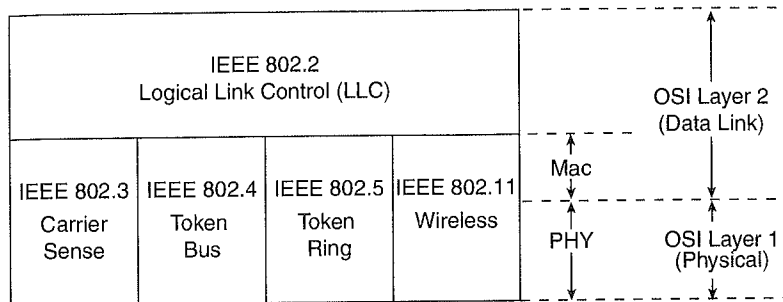 IEEE 802.2
Logical Link Control (LLC)
OSI Layer 2
(Data Link)
Mac
IEEE 802.3
Carrier
Sense
IEEE 802.4
Token
Bus
IEEE 802.5
Token
Ring
IEEE 802.11
Wireless
PHY
OSI Layer 1
(Physical)